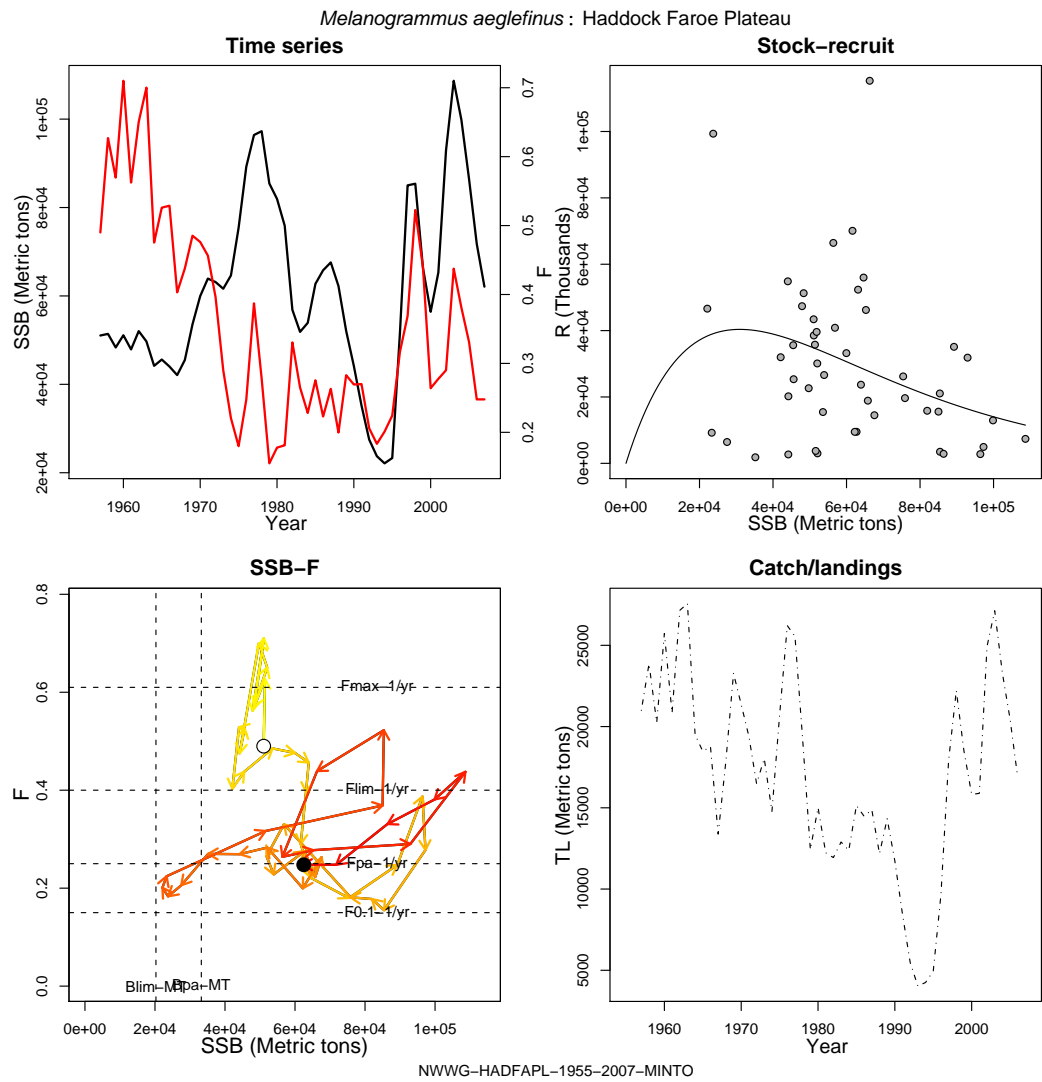 Melanogrammus aeglefinus : Haddock Faroe Plateau
Time series
SSB (Metric tons)
2e+04 4e+04 6e+04 8e+04 1e+05
F
0.2 0.3 0.4 0.5 0.6 0.7
1960 1970 1980 1990 2000
Year
Stock−recruit
R (Thousands)
0e+00 2e+04 4e+04 6e+04 8e+04 1e+05
0e+00 2e+04 4e+04 6e+04 8e+04 1e+05
SSB (Metric tons)
SSB−F
F
0.0 0.2 0.4 0.6 0.8
Fmax−1/yr
Flim−1/yr
Fpa−1/yr
F0.1−1/yr
Blim−MT
Bpa−MT
0e+00 2e+04 4e+04 6e+04 8e+04 1e+05
SSB (Metric tons)
Catch/landings
TL (Metric tons)
5000 10000 15000 20000 25000
1960 1970 1980 1990 2000
Year
NWWG−HADFAPL−1955−2007−MINTO